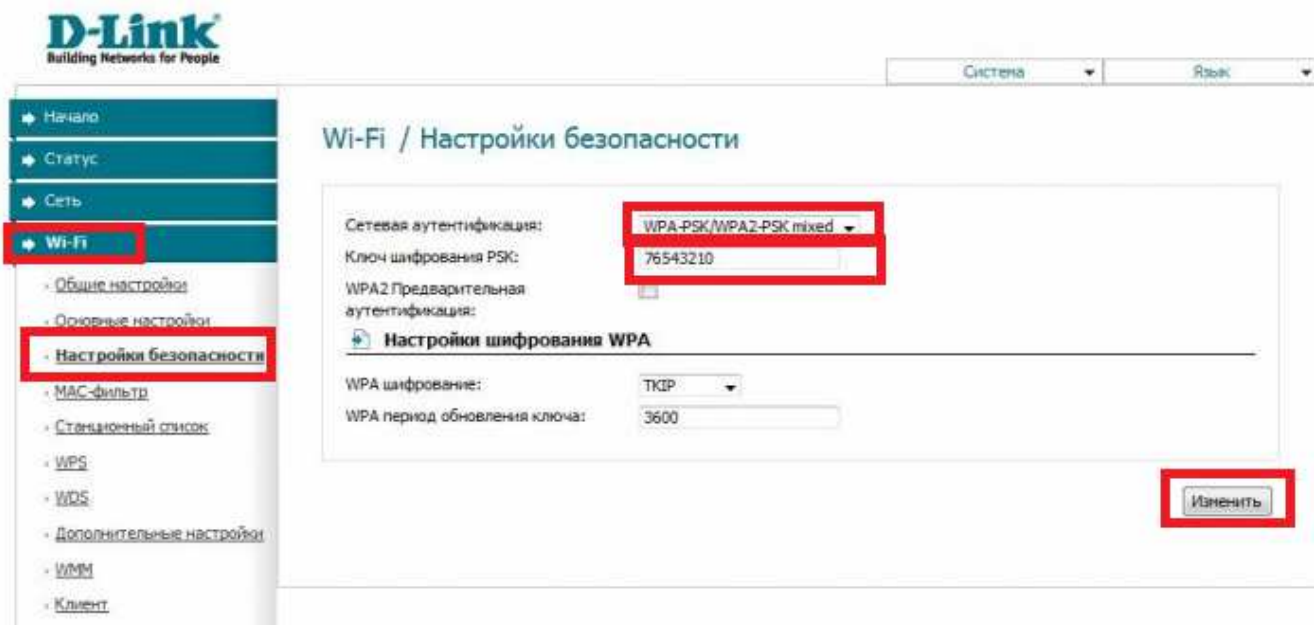 D-Link
Building Networks for People
Система
Язык
Начало
Статус
Сеть
Wi-Fi
Общие настройки
Основные настройки
Настройки безопасности
MAC-фильтр
Станционный список
WPS
WDS
Дополнительные настройки
WMM
Клиент
Wi-Fi / Настройки безопасности
Сетевая аутентификация: WPA-PSK/WPA2-PSK mixed
Ключ шифрования PSK: 76543210
WPA2 Предварительная
аутентификация:
Настройки шифрования WPA
WPA шифрование: TKIP
WPA период обновления ключа: 3600
Изменить